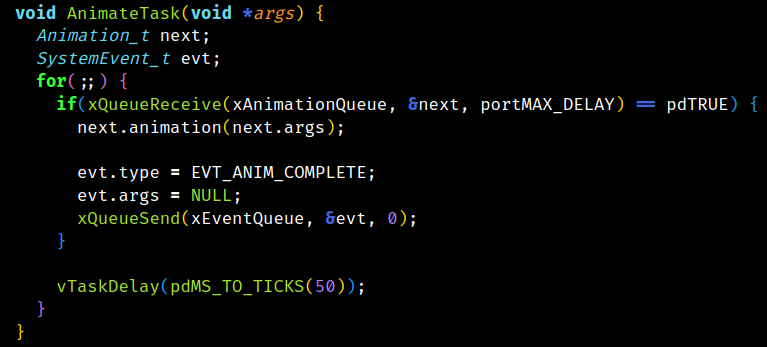 void AnimateTask(void *args) {
  Animation_t next;
  SystemEvent_t evt;
  for(;;) {
    if(xQueueReceive(xAnimationQueue, &next, portMAX_DELAY) == pdTRUE) {
      next.animation(next.args);

      evt.type = EVT_ANIM_COMPLETE;
      evt.args = NULL;
      xQueueSend(xEventQueue, &evt, 0);
    }

    vTaskDelay(pdMS_TO_TICKS(50));
  }
}